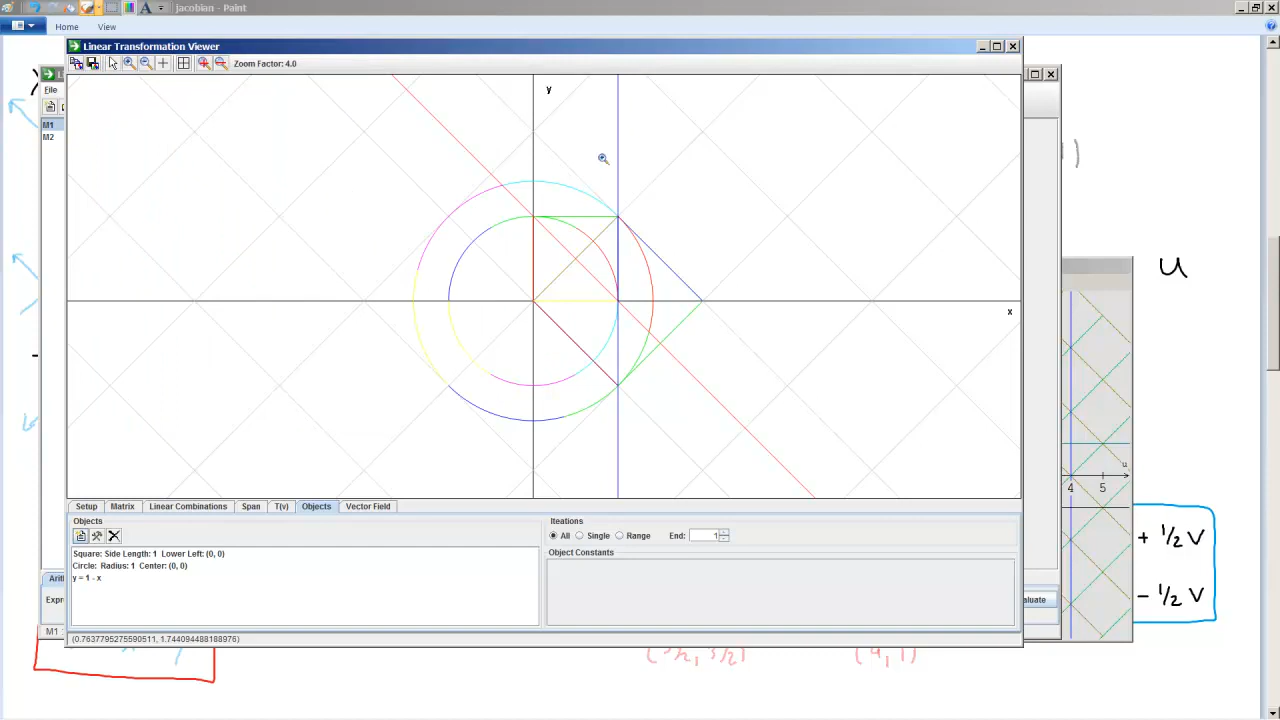 jacobian - Paint
Home
View
Linear Transformation Viewer
Zoom Factor: 4.0
File
M1
M2
y
x
u
u
4
5
Setup
Matrix
Linear Combinations
Span
T(v)
Objects
Vector Field
Objects
Iterations
All
Single
Range
End:
1
Object Constants
Square: Side Length: 1 Lower Left: (0, 0)
Circle: Radius: 1 Center: (0, 0)
y = 1 - x
+ 1/2 V
- 1/2 V
(0.7637795275590511, 1.744094488188976)
M1